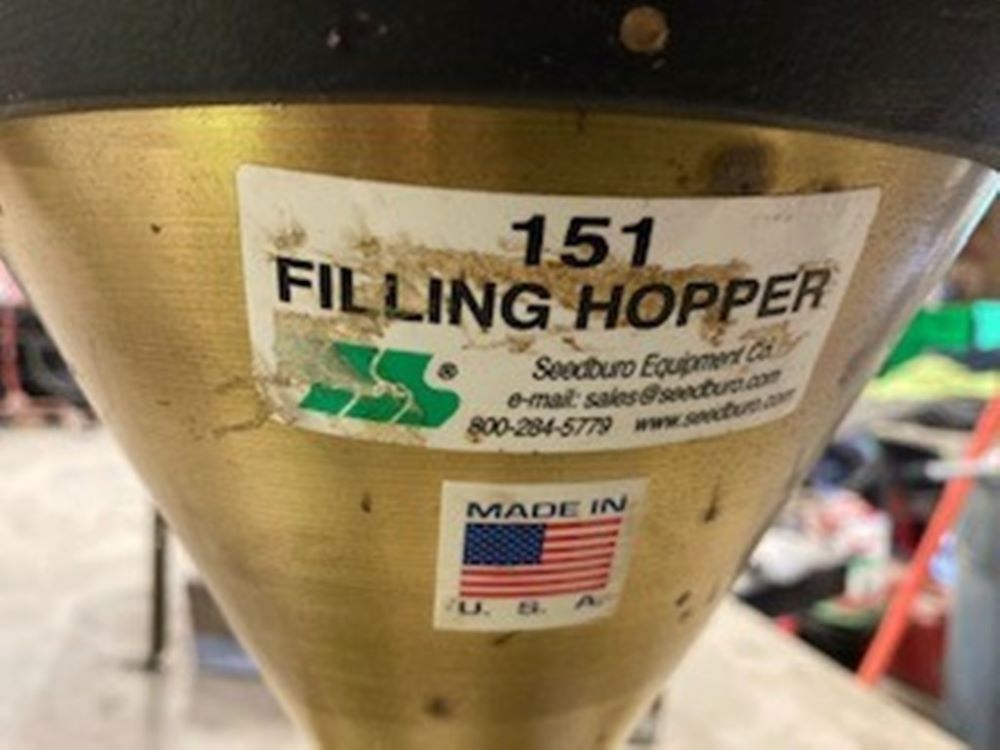 151
FILLING HOPPER
®
Seedburo Equipment Co.
e-mail: sales@seedburo.com
800-284-5779 www.seedburo.com
MADE IN
U. S. A.